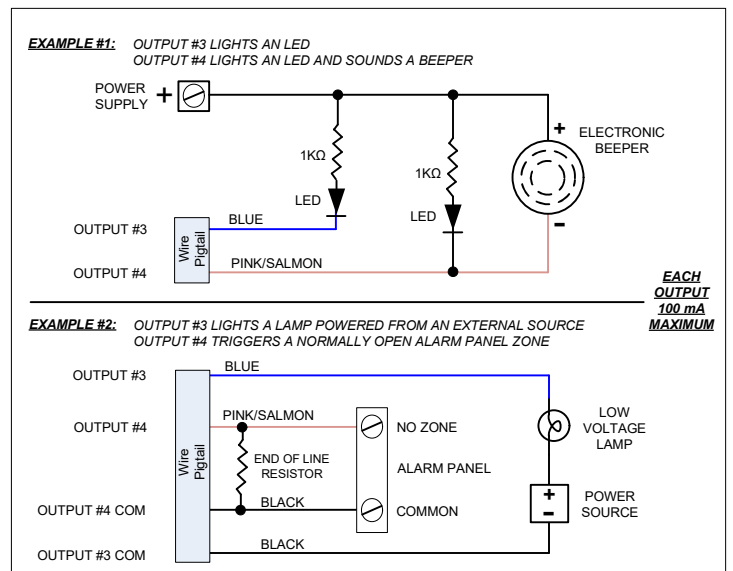 EXAMPLE #1: OUTPUT #3 LIGHTS AN LED
OUTPUT #4 LIGHTS AN LED AND SOUNDS A BEEPER
POWER
SUPPLY
+
+
ELECTRONIC
BEEPER
1KΩ
1KΩ
LED
LED
-
OUTPUT #3
BLUE
Wire
Pigtail
OUTPUT #4
PINK/SALMON
EACH
OUTPUT
100 mA
MAXIMUM
EXAMPLE #2: OUTPUT #3 LIGHTS A LAMP POWERED FROM AN EXTERNAL SOURCE
OUTPUT #4 TRIGGERS A NORMALLY OPEN ALARM PANEL ZONE
OUTPUT #3
BLUE
OUTPUT #4
PINK/SALMON
NO ZONE
LOW
VOLTAGE
LAMP
Wire
Pigtail
END OF LINE
RESISTOR
ALARM PANEL
OUTPUT #4 COM
BLACK
COMMON
+
-
POWER
SOURCE
OUTPUT #3 COM
BLACK